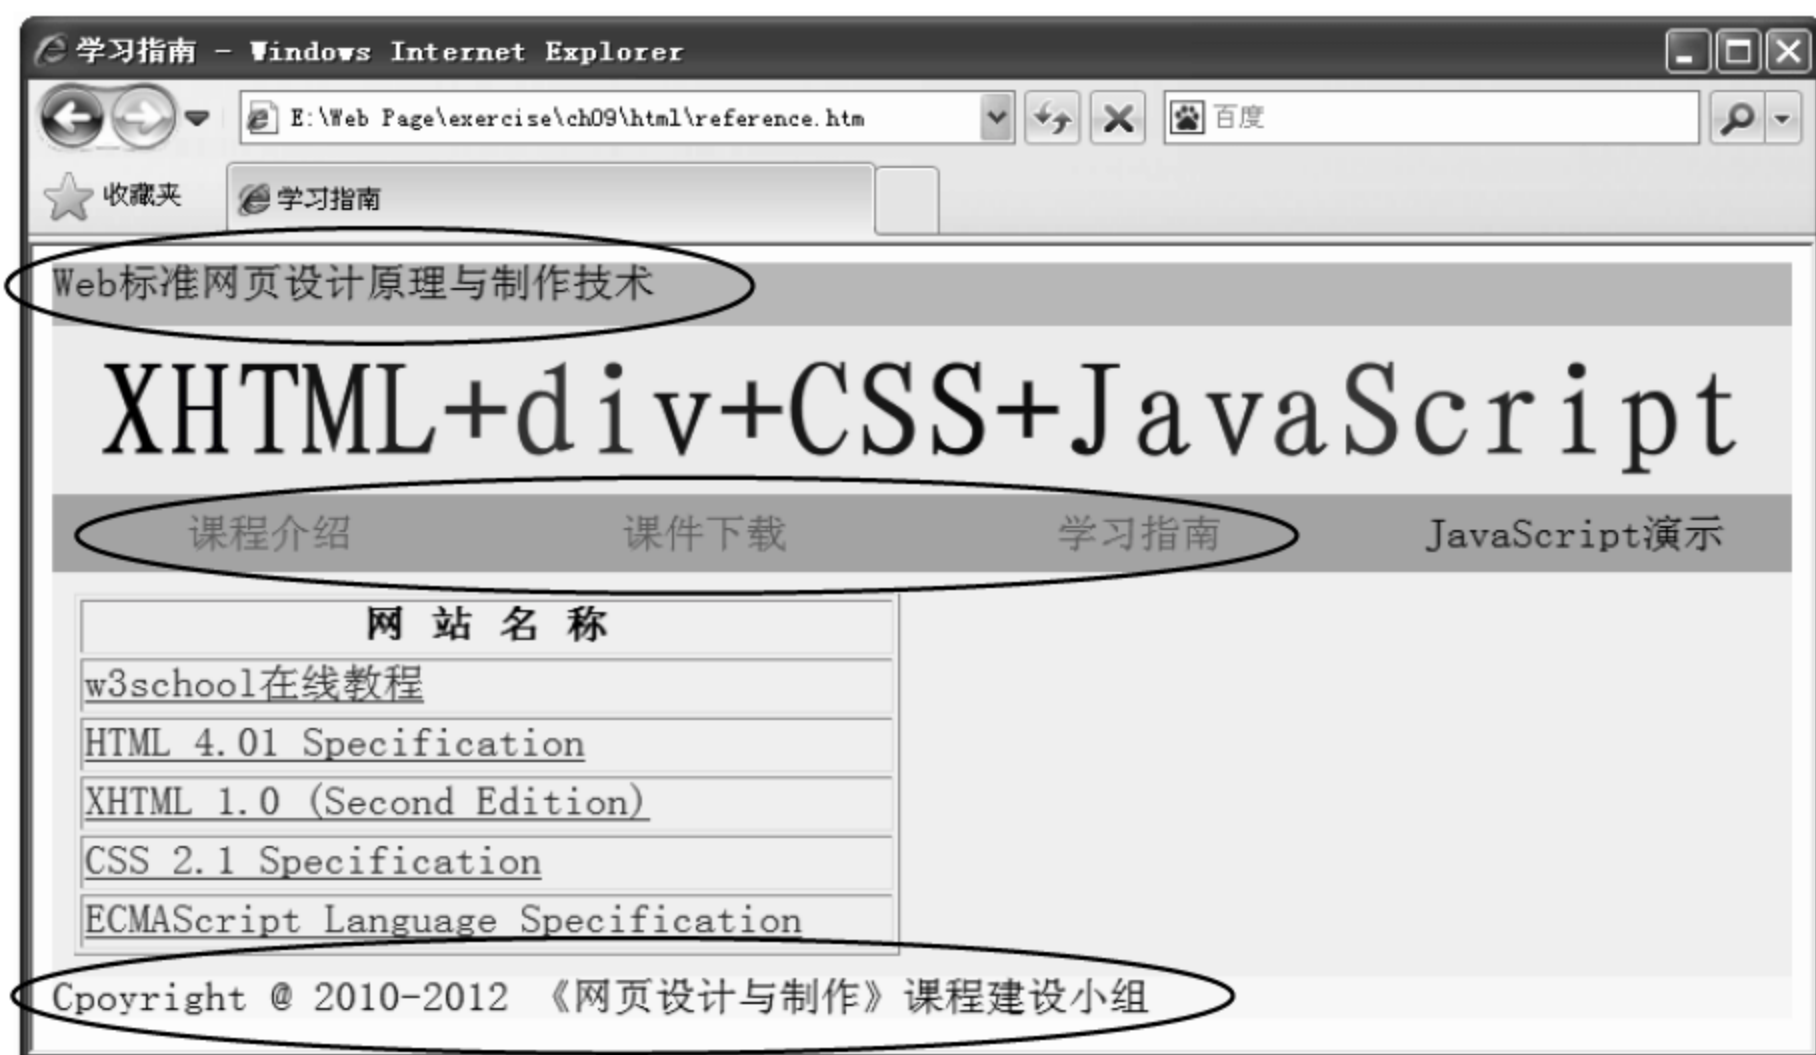 学习指南 - Windows Internet Explorer
E:\Web Page\exercise\ch09\html\reference.htm
百度
收藏夹
学习指南
Web标准网页设计原理与制作技术
XHTML+div+CSS+JavaScript
课程介绍 课件下载 学习指南 JavaScript演示
网 站 名 称
w3school在线教程
HTML 4.01 Specification
XHTML 1.0 (Second Edition)
CSS 2.1 Specification
ECMAScript Language Specification
Cpoyright @ 2010-2012 《网页设计与制作》课程建设小组